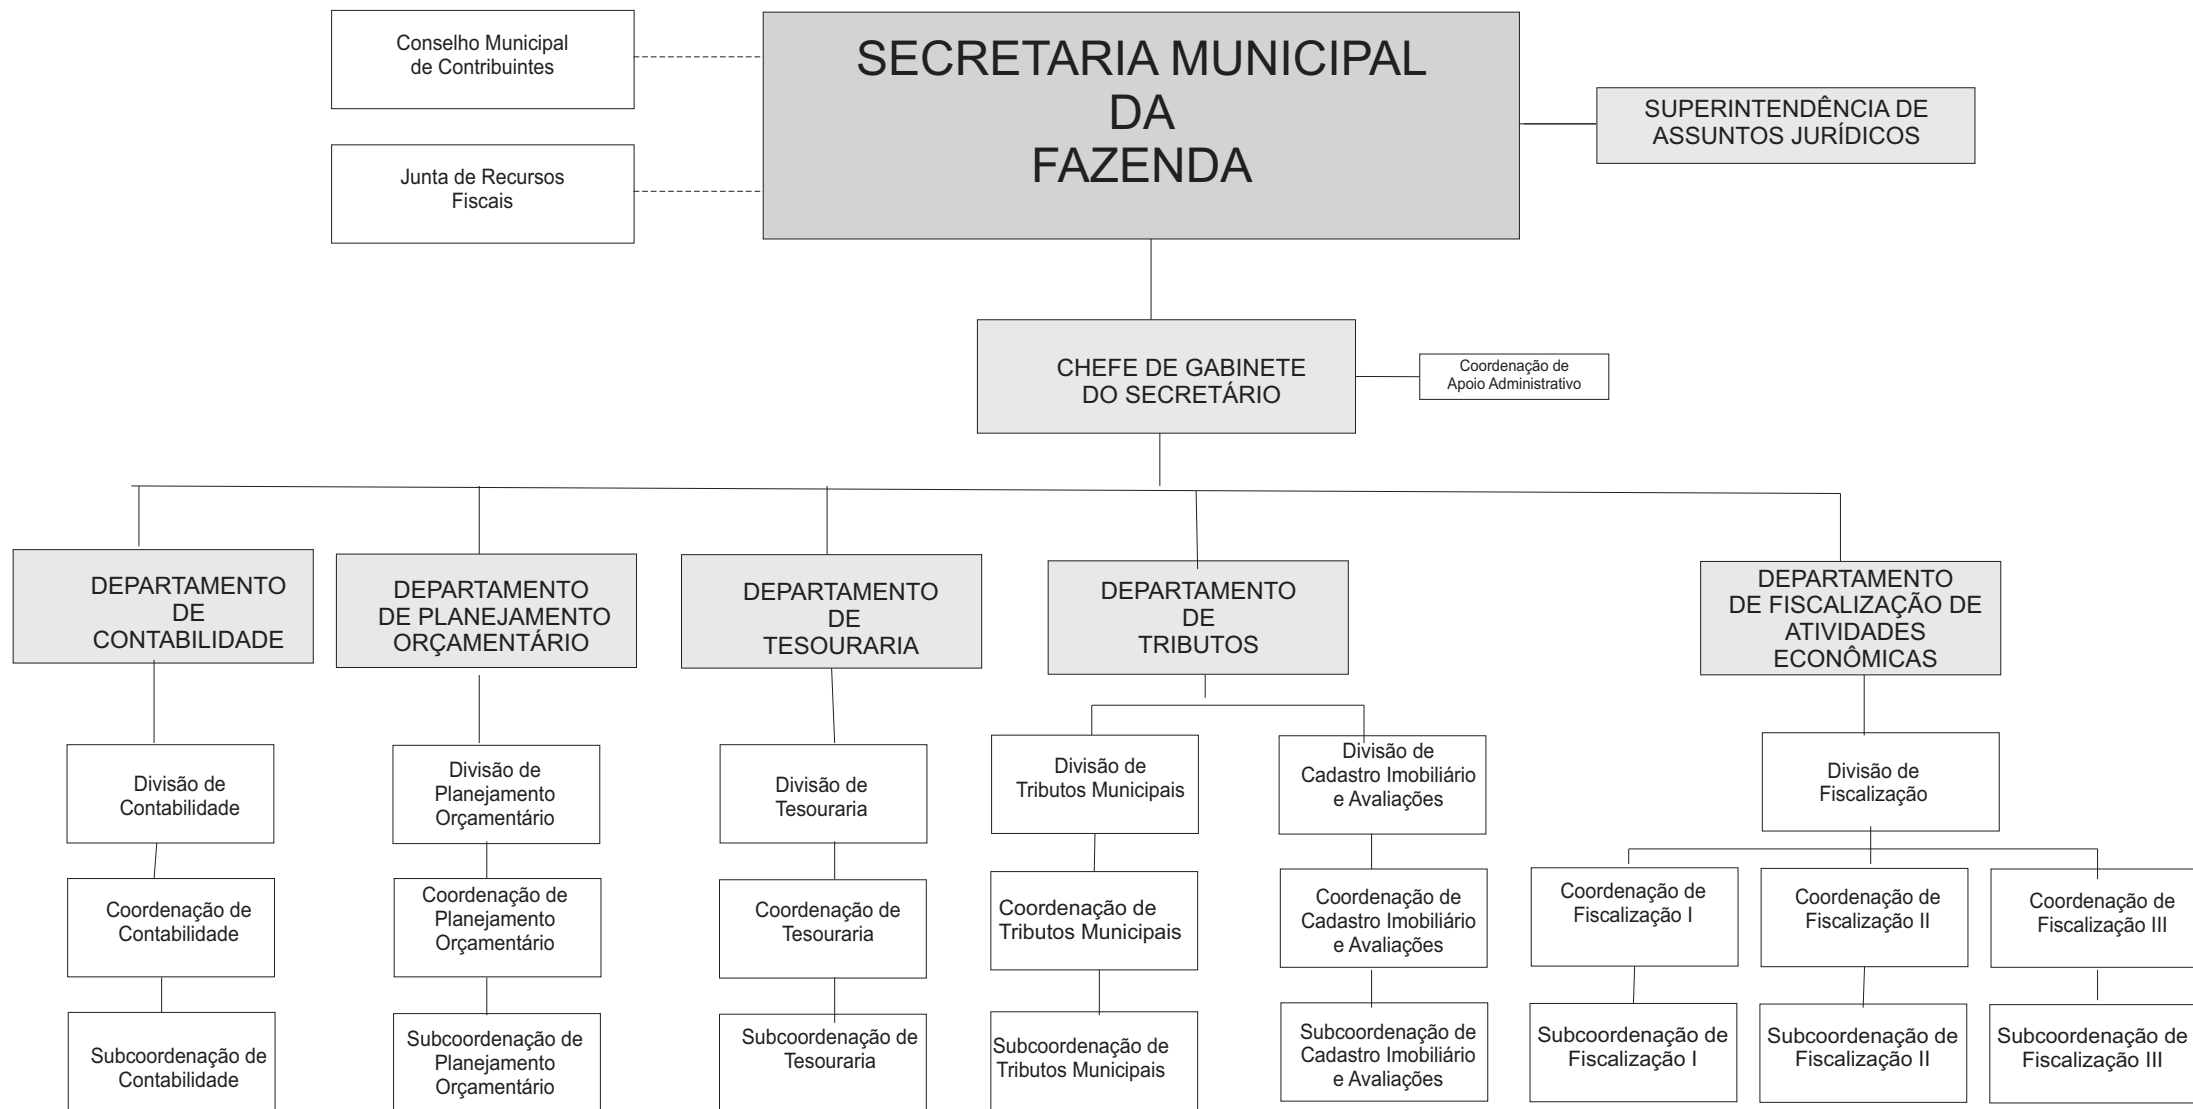 Conselho Municipal
de Contribuintes
SECRETARIA MUNICIPAL
DA
FAZENDA
SUPERINTENDÊNCIA DE
ASSUNTOS JURÍDICOS
Junta de Recursos
Fiscais
CHEFE DE GABINETE
DO SECRETÁRIO
Coordenação de
Apoio Administrativo
DEPARTAMENTO
DE
CONTABILIDADE
DEPARTAMENTO
DE PLANEJAMENTO
ORÇAMENTÁRIO
DEPARTAMENTO
DE
TESOURARIA
DEPARTAMENTO
DE
TRIBUTOS
DEPARTAMENTO
DE FISCALIZAÇÃO DE
ATIVIDADES
ECONÔMICAS
Divisão de
Contabilidade
Divisão de
Planejamento
Orçamentário
Divisão de
Tesouraria
Divisão de
Tributos Municipais
Divisão de
Cadastro Imobiliário
e Avaliações
Divisão de
Fiscalização
Coordenação de
Contabilidade
Coordenação de
Planejamento
Orçamentário
Coordenação de
Tesouraria
Coordenação de
Tributos Municipais
Coordenação de
Cadastro Imobiliário
e Avaliações
Coordenação de
Fiscalização I
Coordenação de
Fiscalização II
Coordenação de
Fiscalização III
Subcoordenação de
Contabilidade
Subcoordenação de
Planejamento
Orçamentário
Subcoordenação de
Tesouraria
Subcoordenação de
Tributos Municipais
Subcoordenação de
Cadastro Imobiliário
e Avaliações
Subcoordenação de
Fiscalização I
Subcoordenação de
Fiscalização II
Subcoordenação de
Fiscalização III